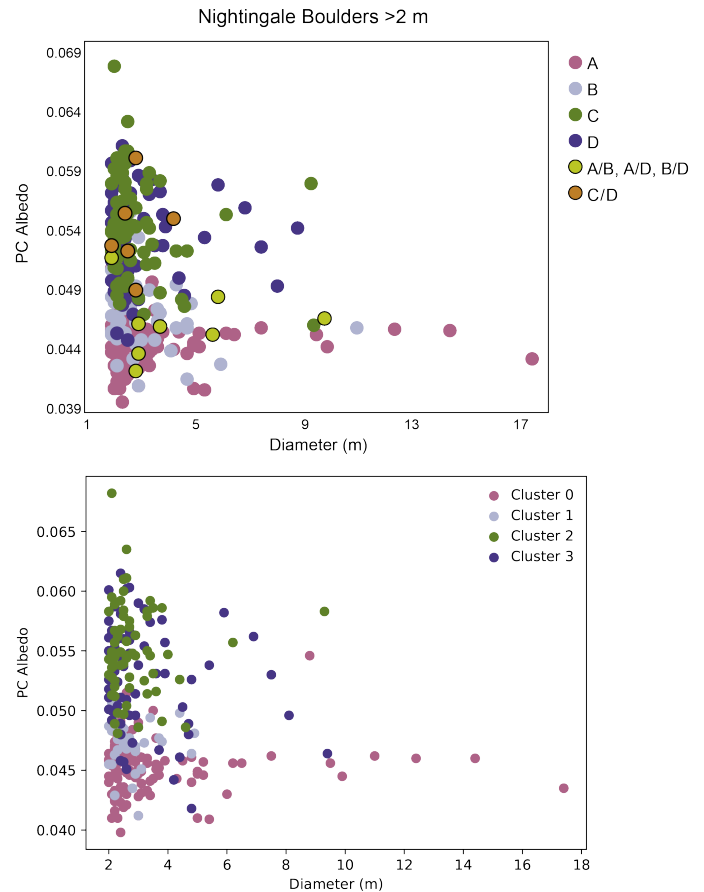 Nightingale Boulders >2 m
0.069
0.064
0.059
0.054
0.049
0.044
0.039
PC Albedo
1 5 9 13 17
Diameter (m)
A
B
C
D
A/B, A/D, B/D
C/D
0.065
0.060
0.055
0.050
0.045
0.040
PC Albedo
2 4 6 8 10 12 14 16 18
Diameter (m)
Cluster 0
Cluster 1
Cluster 2
Cluster 3